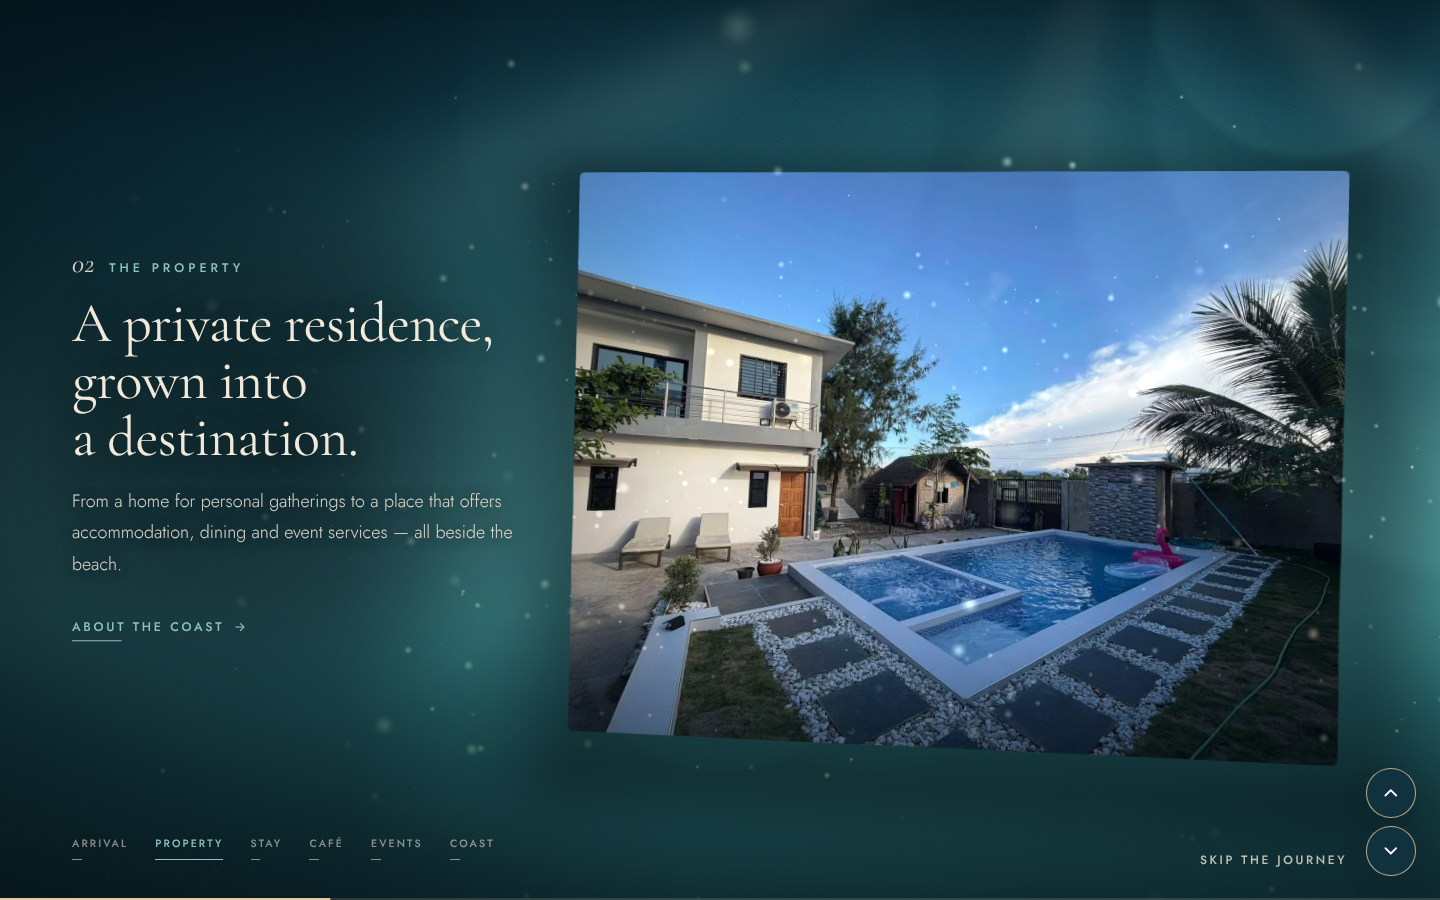 02 THE PROPERTY
A private residence,
grown into
a destination.
From a home for personal gatherings to a place that offers
accommodation, dining and event services — all beside the
beach.
ABOUT THE COAST →
ARRIVAL PROPERTY STAY CAFÉ EVENTS COAST
SKIP THE JOURNEY